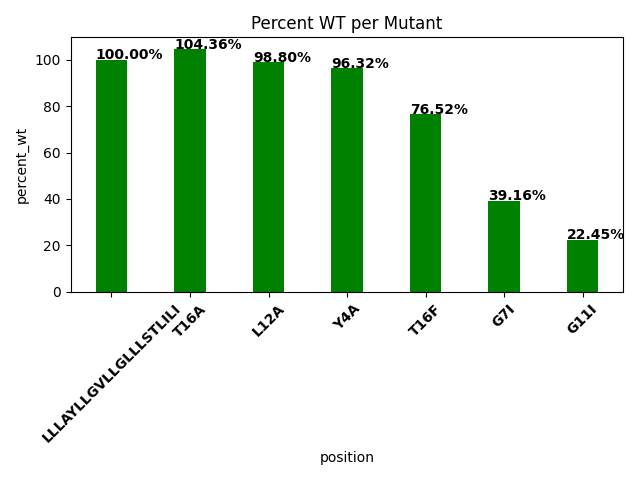 Percent WT per Mutant
percent_wt
100
80
60
40
20
0
100.00%
104.36%
98.80%
96.32%
76.52%
39.16%
22.45%
LLLAYLLGVLLGLLLSTLILI
T16A
L12A
Y4A
T16F
G7I
G11I
position